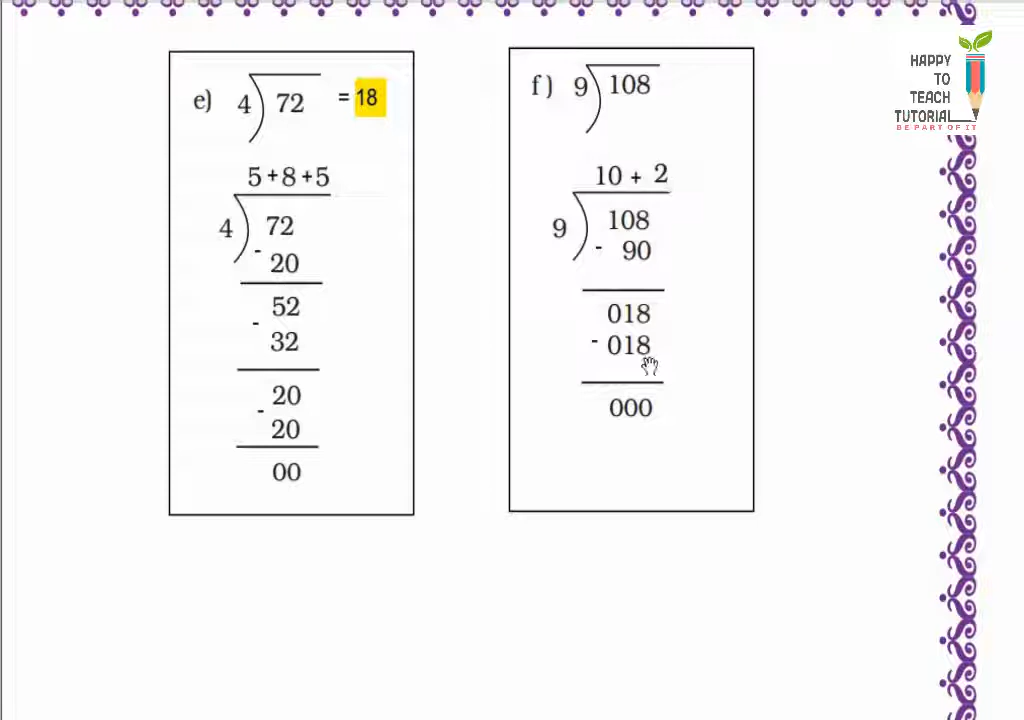 e) 4 72 = 18
5 + 8 + 5
4 72
- 20
52
- 32
20
- 20
00
f) 9 108
10 + 2
9 108
- 90
018
- 018
000
HAPPY
TO
TEACH
TUTORIAL
BE PART OF IT